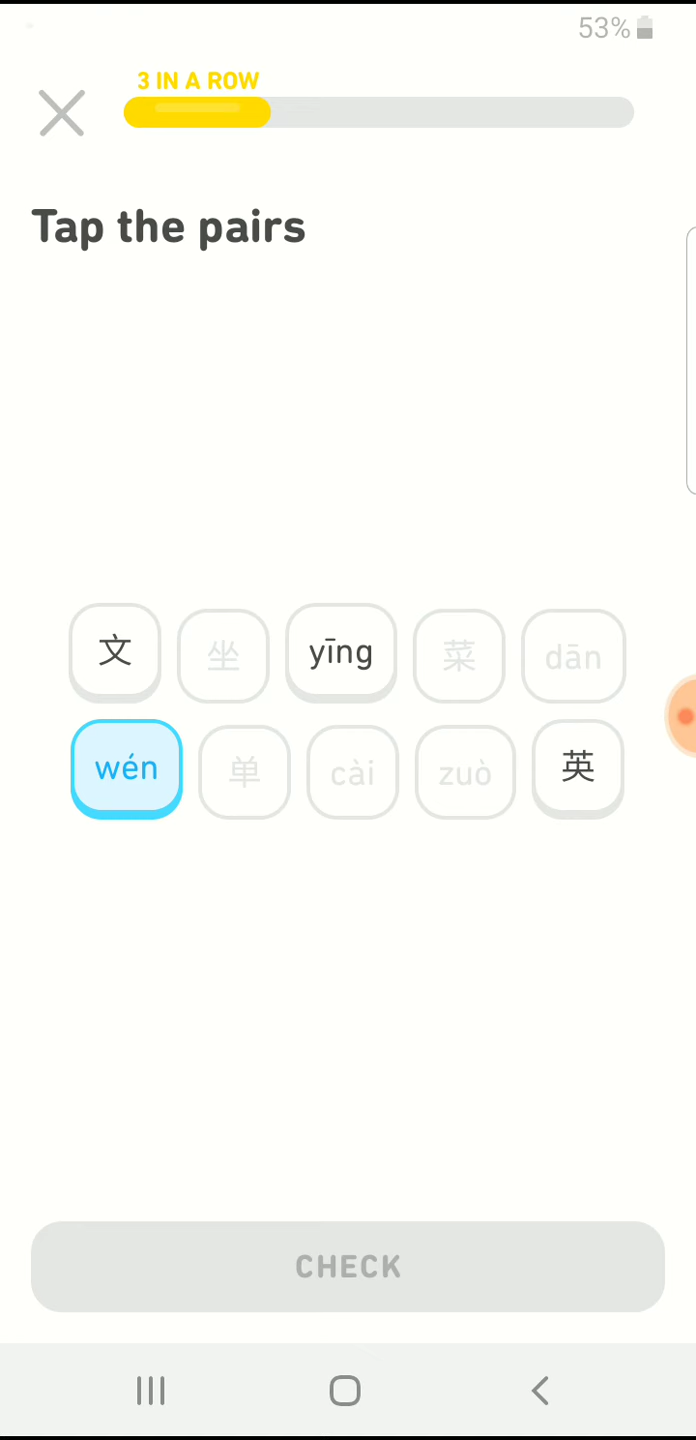 53%
3 IN A ROW
Tap the pairs
文 坐 yīng 菜 dān
wén 单 cài zuò 英
CHECK